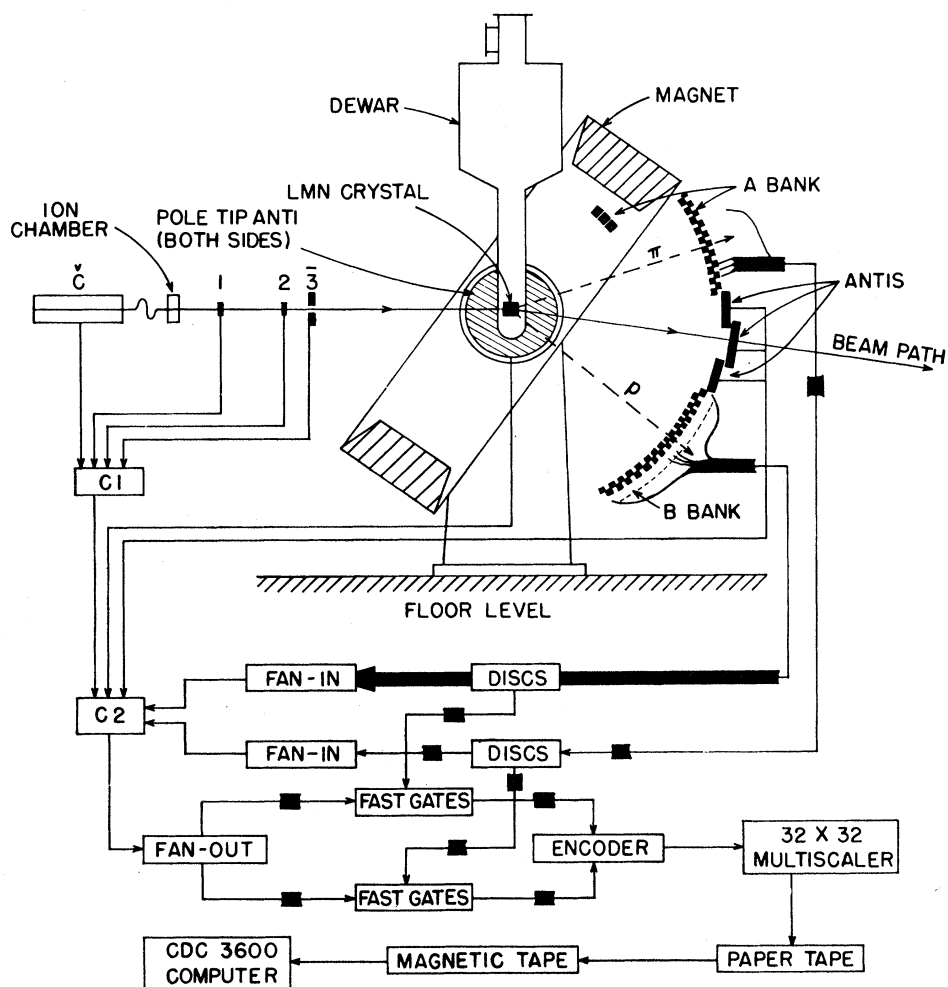 DEWAR
MAGNET
LMN CRYSTAL
A BANK
ION
CHAMBER
POLE TIP ANTI
(BOTH SIDES)
π
Č
1
2
3̅
ANTIS
BEAM PATH
p
C1
B BANK
FLOOR LEVEL
FAN-IN
DISCS
C2
FAN-IN
DISCS
FAST GATES
FAN-OUT
ENCODER
32 X 32
MULTISCALER
FAST GATES
CDC 3600
COMPUTER
MAGNETIC TAPE
PAPER TAPE